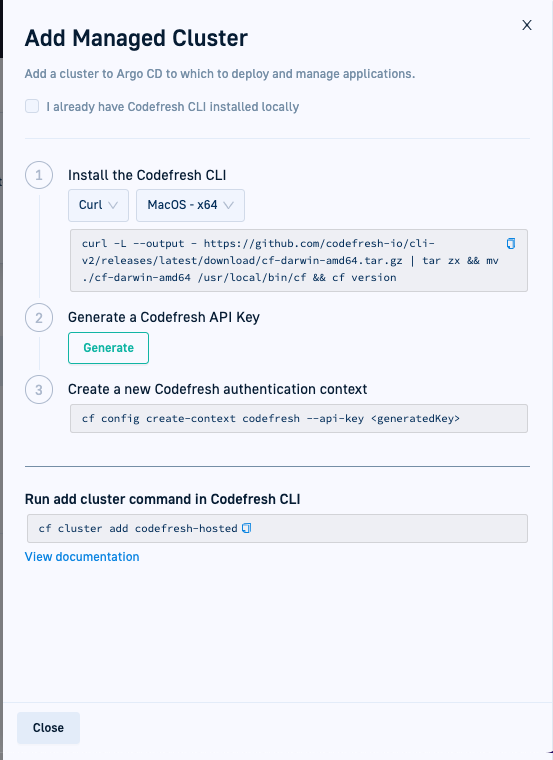 Add Managed Cluster
Add a cluster to Argo CD to which to deploy and manage applications.
I already have Codefresh CLI installed locally
1 Install the Codefresh CLI
Curl MacOS - x64
curl -L --output - https://github.com/codefresh-io/cli-
v2/releases/latest/download/cf-darwin-amd64.tar.gz | tar zx && mv
./cf-darwin-amd64 /usr/local/bin/cf && cf version
2 Generate a Codefresh API Key
Generate
3 Create a new Codefresh authentication context
cf config create-context codefresh --api-key <generatedKey>
Run add cluster command in Codefresh CLI
cf cluster add codefresh-hosted
View documentation
Close